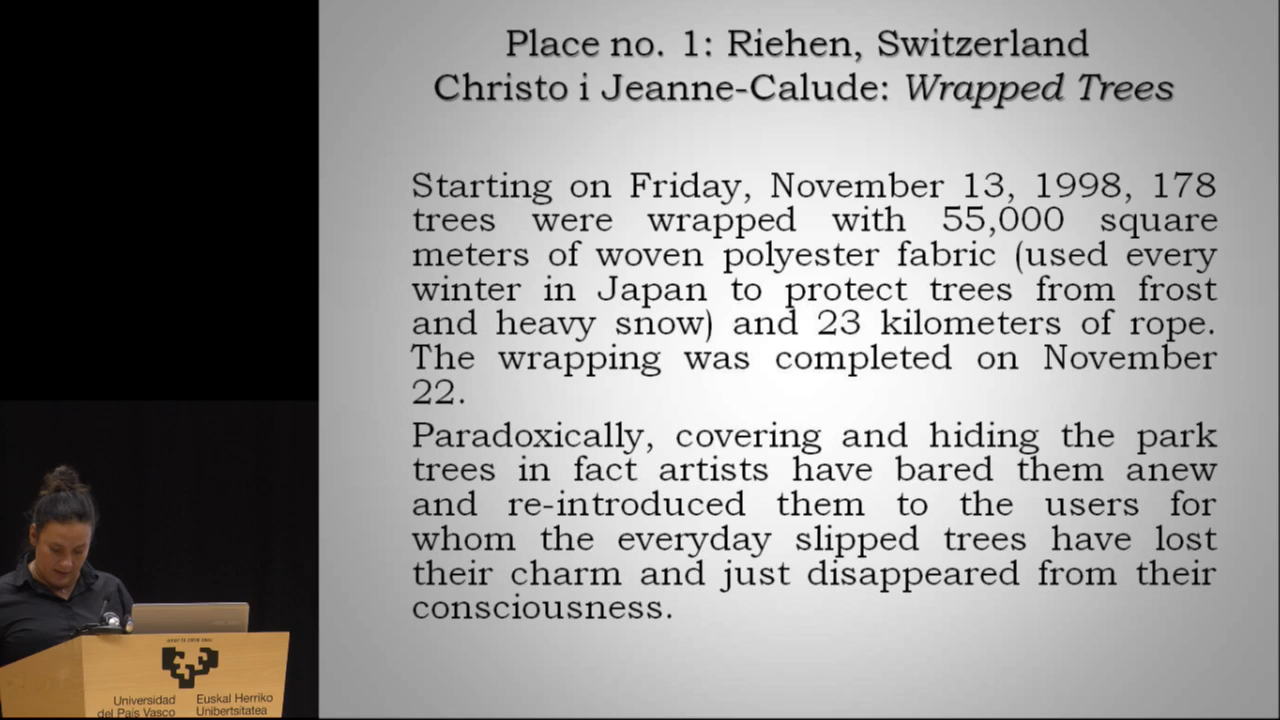 Place no. 1: Riehen, Switzerland
Christo i Jeanne-Calude: Wrapped Trees
Starting on Friday, November 13, 1998, 178
trees were wrapped with 55,000 square
meters of woven polyester fabric (used every
winter in Japan to protect trees from frost
and heavy snow) and 23 kilometers of rope.
The wrapping was completed on November
22.
Paradoxically, covering and hiding the park
trees in fact artists have bared them anew
and re-introduced them to the users for
whom the everyday slipped trees have lost
their charm and just disappeared from their
consciousness.
Universidad
del País Vasco
Euskal Herriko
Unibertsitatea